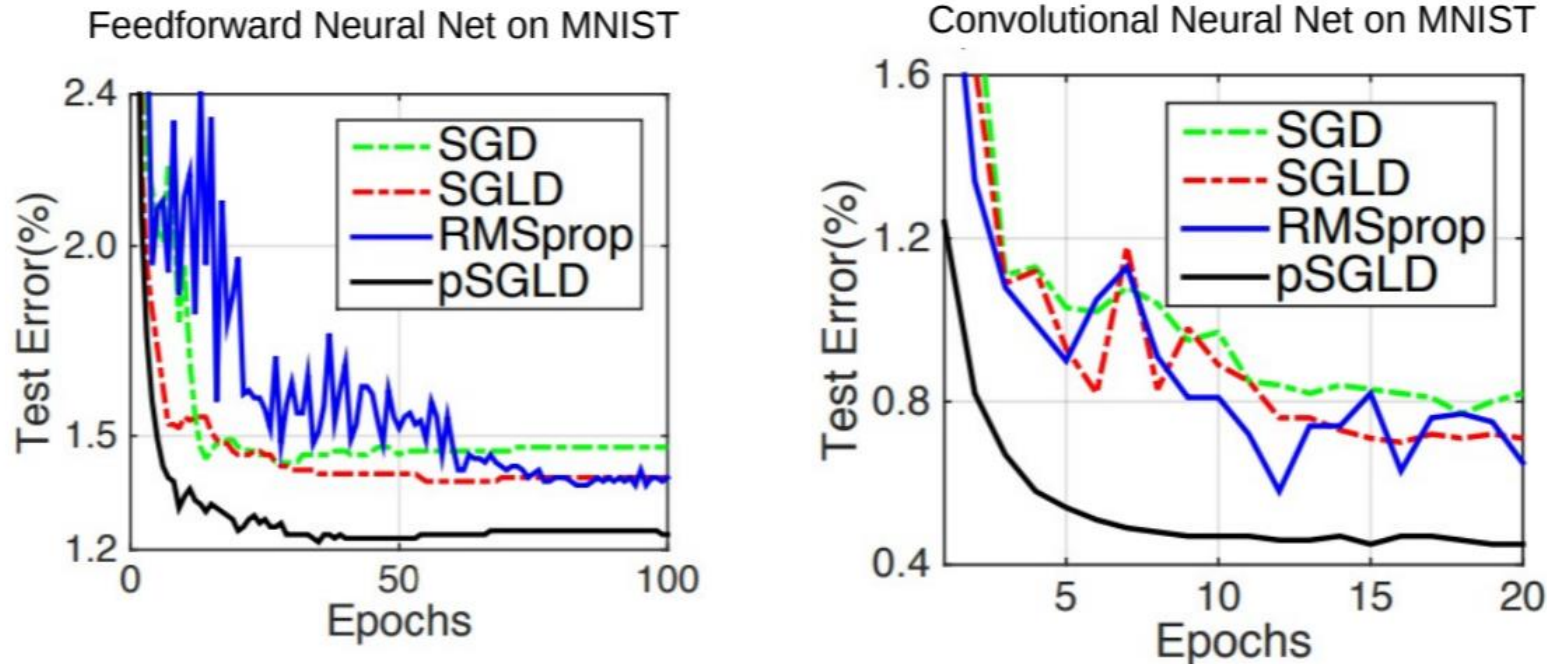 Feedforward Neural Net on MNIST
2.4
2.0
1.5
1.2
Test Error(%)
SGD
SGLD
RMSprop
pSGLD
0 50 100
Epochs
Convolutional Neural Net on MNIST
1.6
1.2
0.8
0.4
Test Error(%)
SGD
SGLD
RMSprop
pSGLD
5 10 15 20
Epochs